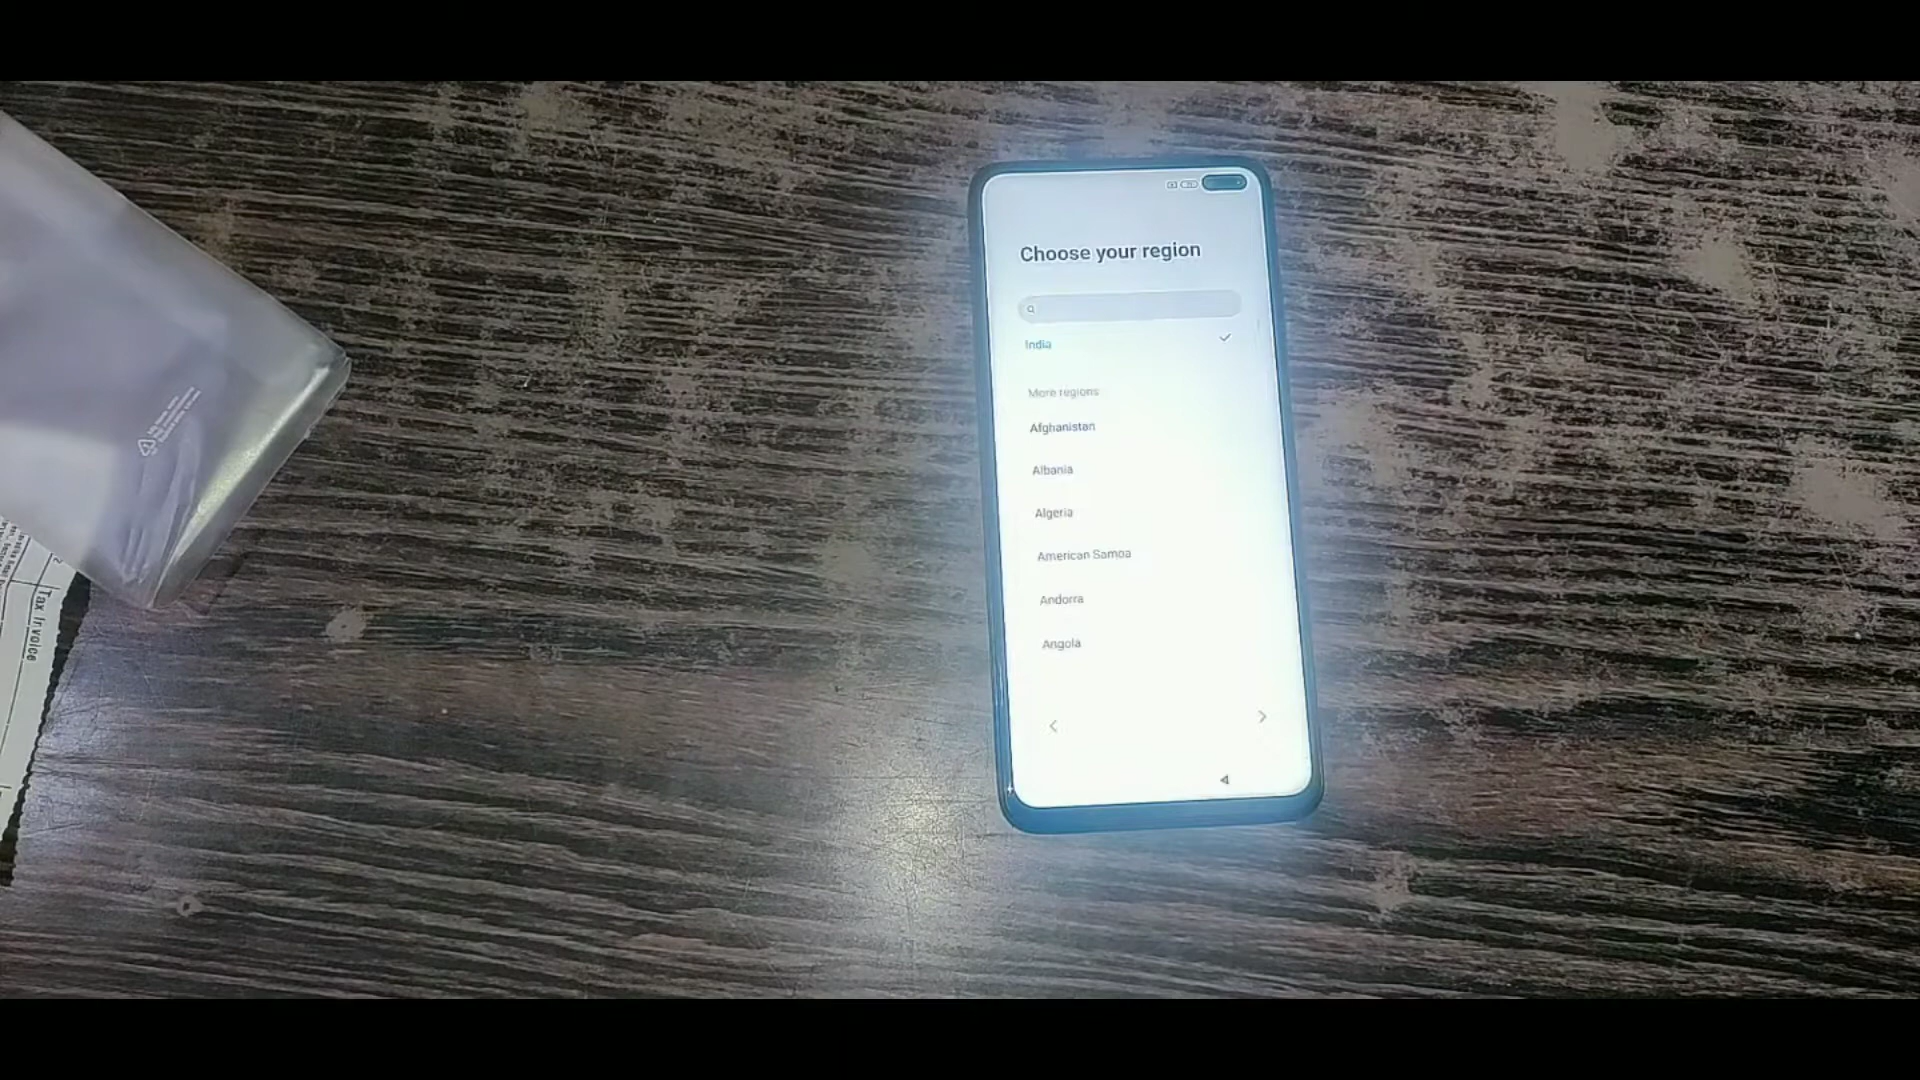 Choose your region
India
More regions
Afghanistan
Albania
Algeria
American Samoa
Andorra
Angola
Tax Invoice